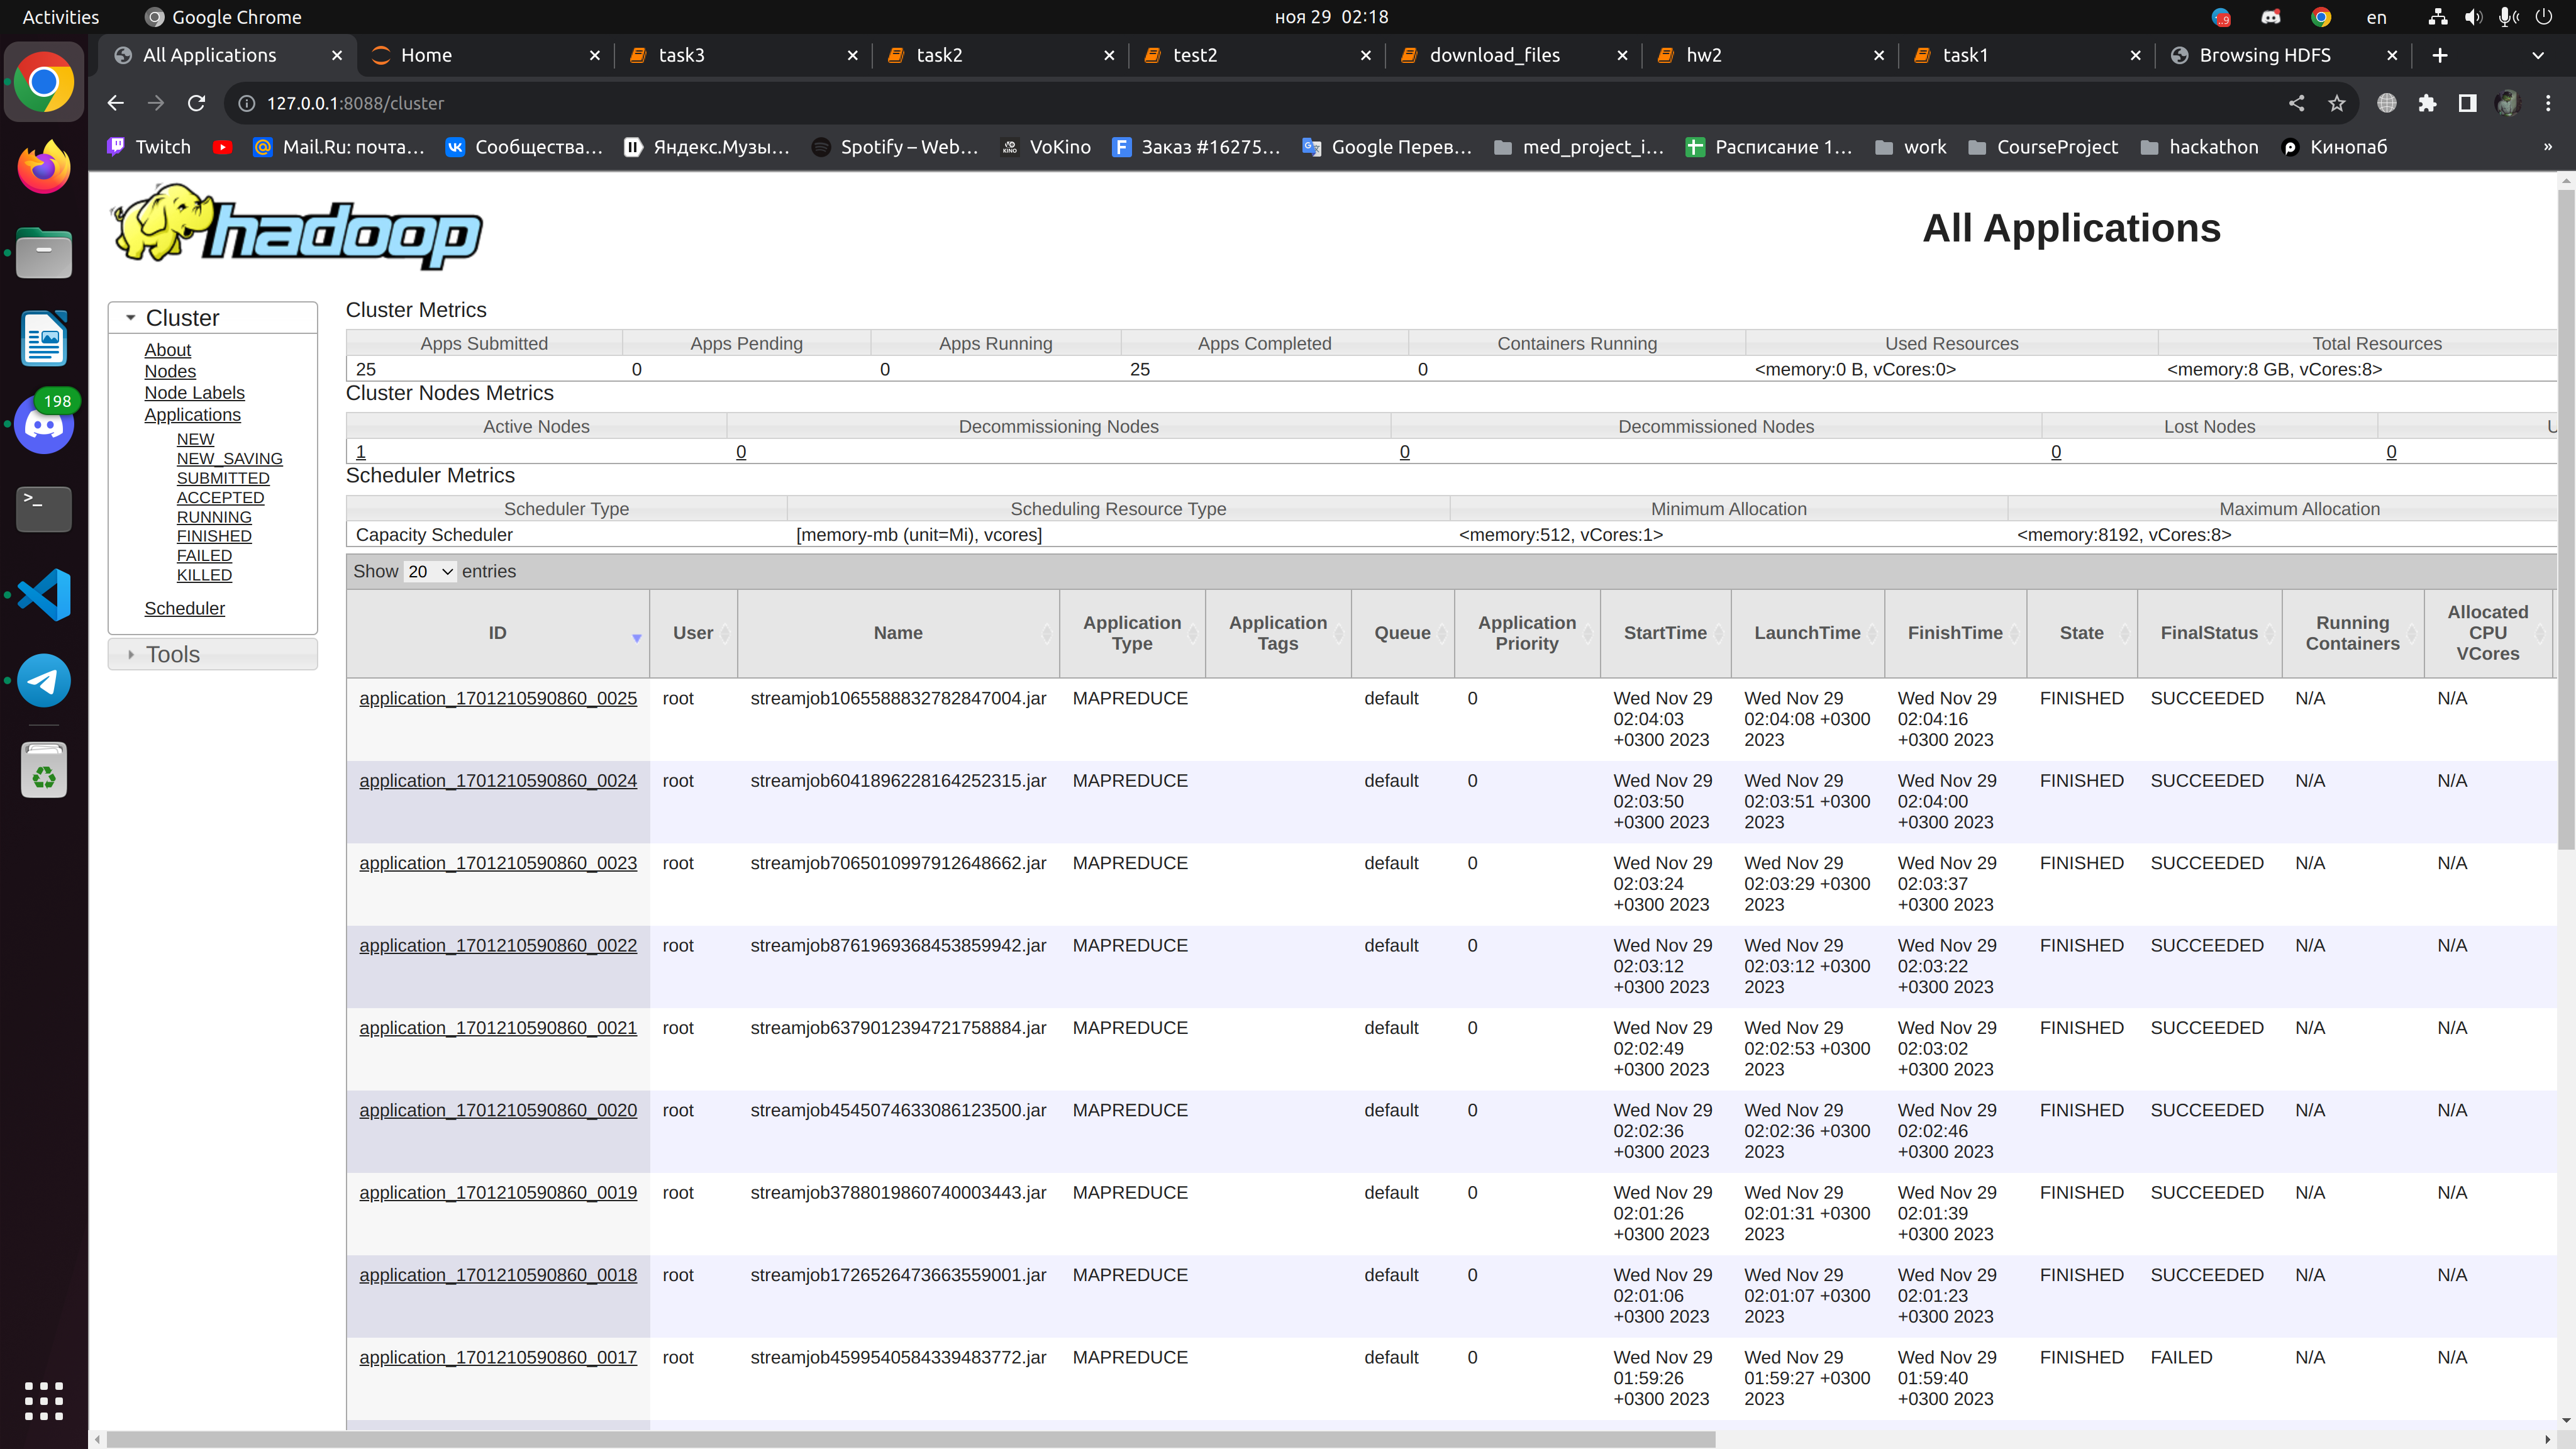 Activities Google Chrome ноя 29 02:18 en
All Applications Home task3 task2 test2 download_files hw2 task1 Browsing HDFS
127.0.0.1:8088/cluster
Twitch Mail.Ru: почта… Сообщества… Яндекс.Музы… Spotify – Web… VoKino Заказ #16275… Google Перев… med_project_i… Расписание 1… work CourseProject hackathon Кинопаб »
hadoop
All Applications
198
>_
Cluster
About
Nodes
Node Labels
Applications
NEW
NEW_SAVING
SUBMITTED
ACCEPTED
RUNNING
FINISHED
FAILED
KILLED
Scheduler
Tools
Cluster Metrics
Apps Submitted Apps Pending Apps Running Apps Completed Containers Running Used Resources Total Resources
25 0 0 25 0 <memory:0 B, vCores:0> <memory:8 GB, vCores:8>
Cluster Nodes Metrics
Active Nodes Decommissioning Nodes Decommissioned Nodes Lost Nodes U
1 0 0 0 0
Scheduler Metrics
Scheduler Type Scheduling Resource Type Minimum Allocation Maximum Allocation
Capacity Scheduler [memory-mb (unit=Mi), vcores] <memory:512, vCores:1> <memory:8192, vCores:8>
Show 20 entries
ID User Name Application Type Application Tags Queue Application Priority StartTime LaunchTime FinishTime State FinalStatus Running Containers Allocated CPU VCores
application_1701210590860_0025 root streamjob1065588832782847004.jar MAPREDUCE default 0 Wed Nov 29 Wed Nov 29 Wed Nov 29 FINISHED SUCCEEDED N/A N/A
02:04:03 02:04:08 +0300 02:04:16
+0300 2023 2023 +0300 2023
application_1701210590860_0024 root streamjob6041896228164252315.jar MAPREDUCE default 0 Wed Nov 29 Wed Nov 29 Wed Nov 29 FINISHED SUCCEEDED N/A N/A
02:03:50 02:03:51 +0300 02:04:00
+0300 2023 2023 +0300 2023
application_1701210590860_0023 root streamjob7065010997912648662.jar MAPREDUCE default 0 Wed Nov 29 Wed Nov 29 Wed Nov 29 FINISHED SUCCEEDED N/A N/A
02:03:24 02:03:29 +0300 02:03:37
+0300 2023 2023 +0300 2023
application_1701210590860_0022 root streamjob8761969368453859942.jar MAPREDUCE default 0 Wed Nov 29 Wed Nov 29 Wed Nov 29 FINISHED SUCCEEDED N/A N/A
02:03:12 02:03:12 +0300 02:03:22
+0300 2023 2023 +0300 2023
application_1701210590860_0021 root streamjob6379012394721758884.jar MAPREDUCE default 0 Wed Nov 29 Wed Nov 29 Wed Nov 29 FINISHED SUCCEEDED N/A N/A
02:02:49 02:02:53 +0300 02:03:02
+0300 2023 2023 +0300 2023
application_1701210590860_0020 root streamjob4545074633086123500.jar MAPREDUCE default 0 Wed Nov 29 Wed Nov 29 Wed Nov 29 FINISHED SUCCEEDED N/A N/A
02:02:36 02:02:36 +0300 02:02:46
+0300 2023 2023 +0300 2023
application_1701210590860_0019 root streamjob3788019860740003443.jar MAPREDUCE default 0 Wed Nov 29 Wed Nov 29 Wed Nov 29 FINISHED SUCCEEDED N/A N/A
02:01:26 02:01:31 +0300 02:01:39
+0300 2023 2023 +0300 2023
application_1701210590860_0018 root streamjob1726526473663559001.jar MAPREDUCE default 0 Wed Nov 29 Wed Nov 29 Wed Nov 29 FINISHED SUCCEEDED N/A N/A
02:01:06 02:01:07 +0300 02:01:23
+0300 2023 2023 +0300 2023
application_1701210590860_0017 root streamjob4599540584339483772.jar MAPREDUCE default 0 Wed Nov 29 Wed Nov 29 Wed Nov 29 FINISHED FAILED N/A N/A
01:59:26 01:59:27 +0300 01:59:40
+0300 2023 2023 +0300 2023